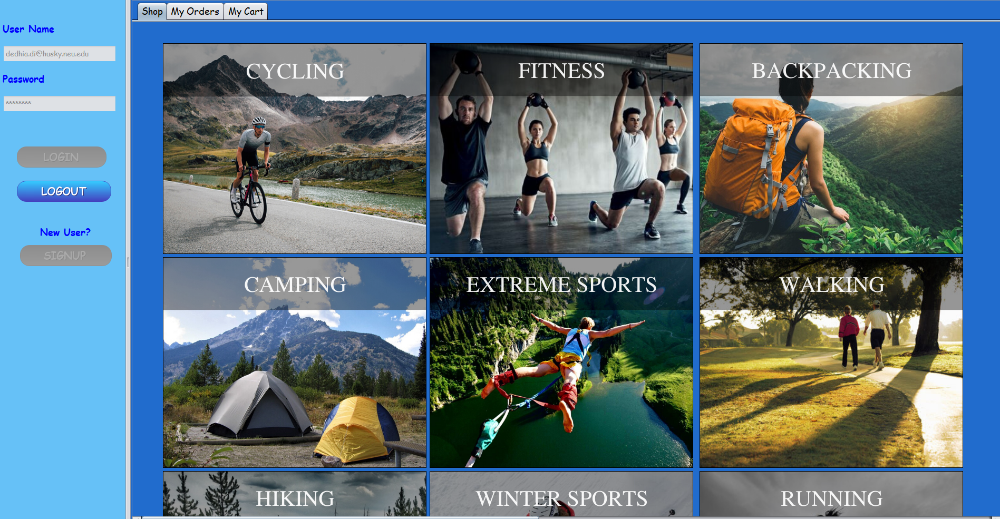 User Name
dedhia.di@husky.neu.edu
Password
********
LOGIN
LOGOUT
New User?
SIGNUP
Shop
My Orders
My Cart
CYCLING
FITNESS
BACKPACKING
CAMPING
EXTREME SPORTS
WALKING
HIKING
WINTER SPORTS
RUNNING